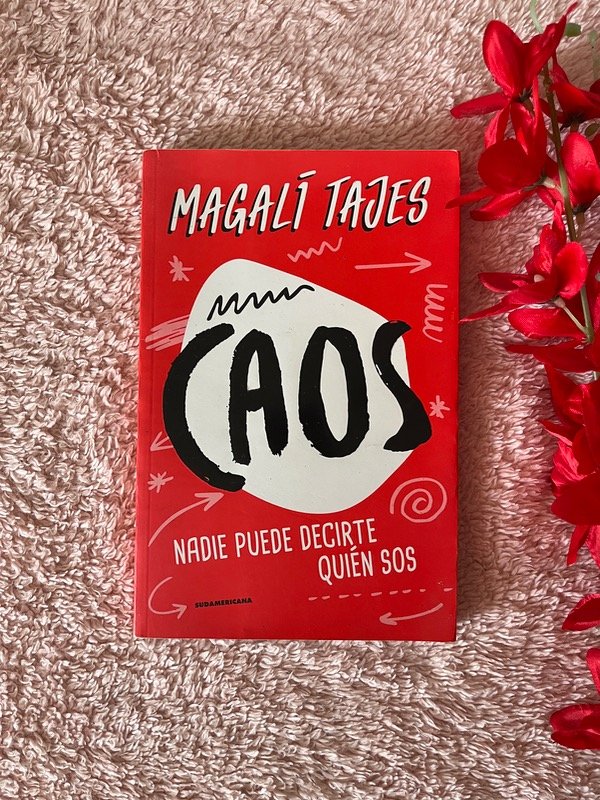 MAGALÍ TAJES
CAOS
NADIE PUEDE DECIRTE
QUIÉN SOS
SUDAMERICANA